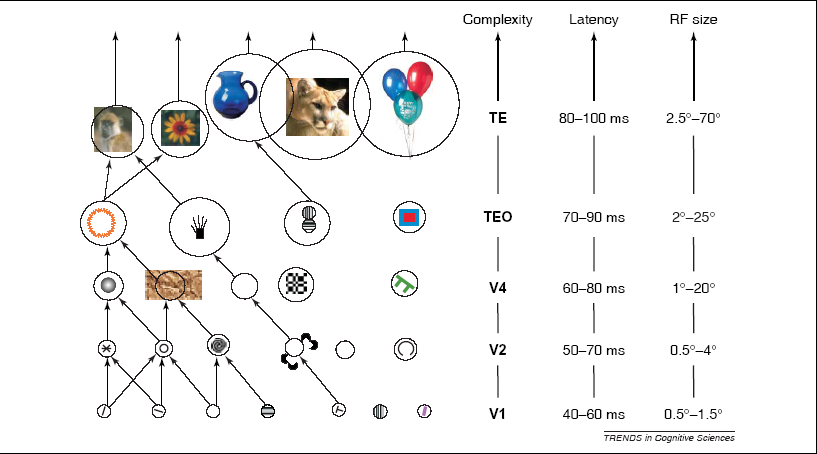 Complexity Latency RF size
TE 80–100 ms 2.5°–70°
TEO 70–90 ms 2°–25°
V4 60–80 ms 1°–20°
V2 50–70 ms 0.5°–4°
V1 40–60 ms 0.5°–1.5°
TRENDS in Cognitive Sciences